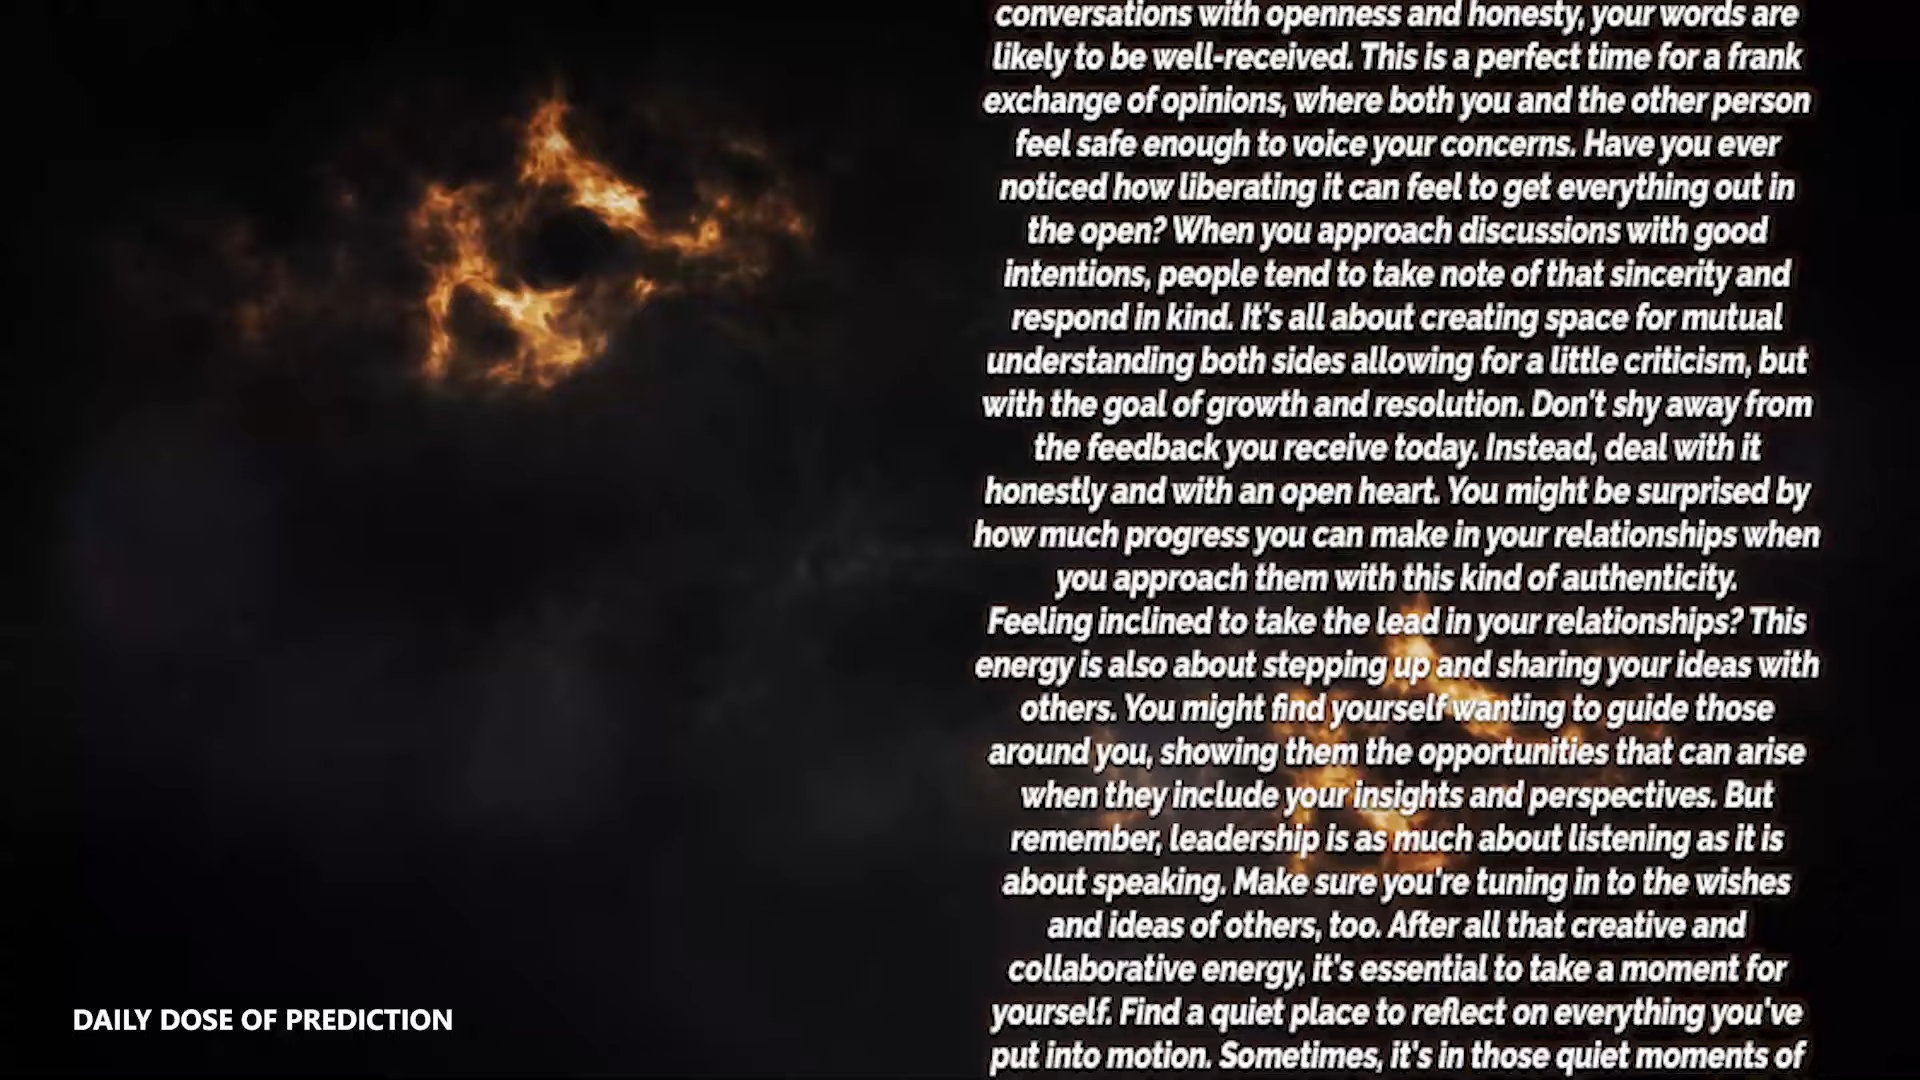 conversations with openness and honesty, your words are
likely to be well-received. This is a perfect time for a frank
exchange of opinions, where both you and the other person
feel safe enough to voice your concerns. Have you ever
noticed how liberating it can feel to get everything out in
the open? When you approach discussions with good
intentions, people tend to take note of that sincerity and
respond in kind. It's all about creating space for mutual
understanding both sides allowing for a little criticism, but
with the goal of growth and resolution. Don't shy away from
the feedback you receive today. Instead, deal with it
honestly and with an open heart. You might be surprised by
how much progress you can make in your relationships when
you approach them with this kind of authenticity.
Feeling inclined to take the lead in your relationships? This
energy is also about stepping up and sharing your ideas with
others. You might find yourself wanting to guide those
around you, showing them the opportunities that can arise
when they include your insights and perspectives. But
remember, leadership is as much about listening as it is
about speaking. Make sure you're tuning in to the wishes
and ideas of others, too. After all that creative and
collaborative energy, it's essential to take a moment for
yourself. Find a quiet place to reflect on everything you've
put into motion. Sometimes, it's in those quiet moments of
DAILY DOSE OF PREDICTION